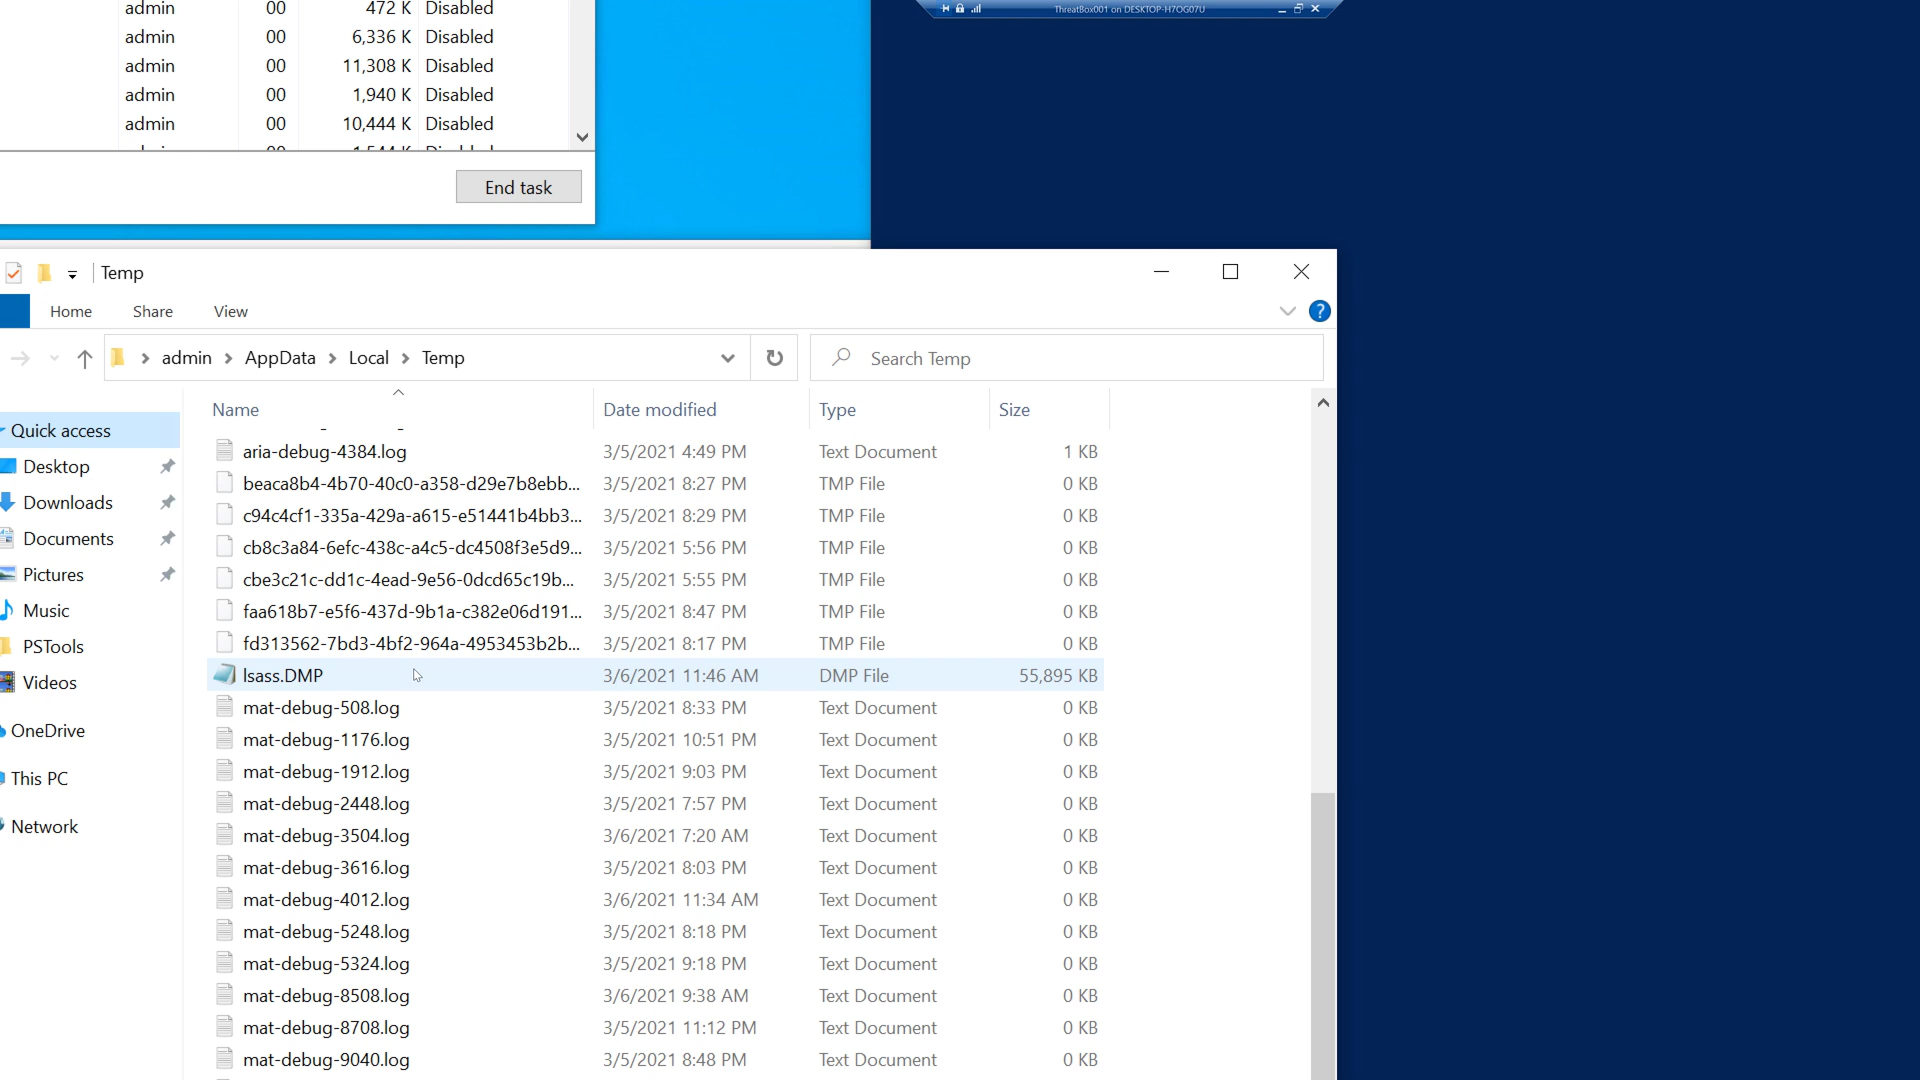 admin 00 472 K Disabled
admin 00 6,336 K Disabled
admin 00 11,308 K Disabled
admin 00 1,940 K Disabled
admin 00 10,444 K Disabled
End task
ThreatBox001 on DESKTOP-H7OG07U
Temp
Home Share View
admin AppData Local Temp
Search Temp
Name Date modified Type Size
Quick access
Desktop
Downloads
Documents
Pictures
Music
PSTools
Videos
OneDrive
This PC
Network
aria-debug-4384.log 3/5/2021 4:49 PM Text Document 1 KB
beaca8b4-4b70-40c0-a358-d29e7b8ebb... 3/5/2021 8:27 PM TMP File 0 KB
c94c4cf1-335a-429a-a615-e51441b4bb3... 3/5/2021 8:29 PM TMP File 0 KB
cb8c3a84-6efc-438c-a4c5-dc4508f3e5d9... 3/5/2021 5:56 PM TMP File 0 KB
cbe3c21c-dd1c-4ead-9e56-0dcd65c19b... 3/5/2021 5:55 PM TMP File 0 KB
faa618b7-e5f6-437d-9b1a-c382e06d191... 3/5/2021 8:47 PM TMP File 0 KB
fd313562-7bd3-4bf2-964a-4953453b2b... 3/5/2021 8:17 PM TMP File 0 KB
lsass.DMP 3/6/2021 11:46 AM DMP File 55,895 KB
mat-debug-508.log 3/5/2021 8:33 PM Text Document 0 KB
mat-debug-1176.log 3/5/2021 10:51 PM Text Document 0 KB
mat-debug-1912.log 3/5/2021 9:03 PM Text Document 0 KB
mat-debug-2448.log 3/5/2021 7:57 PM Text Document 0 KB
mat-debug-3504.log 3/6/2021 7:20 AM Text Document 0 KB
mat-debug-3616.log 3/5/2021 8:03 PM Text Document 0 KB
mat-debug-4012.log 3/6/2021 11:34 AM Text Document 0 KB
mat-debug-5248.log 3/5/2021 8:18 PM Text Document 0 KB
mat-debug-5324.log 3/5/2021 9:18 PM Text Document 0 KB
mat-debug-8508.log 3/6/2021 9:38 AM Text Document 0 KB
mat-debug-8708.log 3/5/2021 11:12 PM Text Document 0 KB
mat-debug-9040.log 3/5/2021 8:48 PM Text Document 0 KB